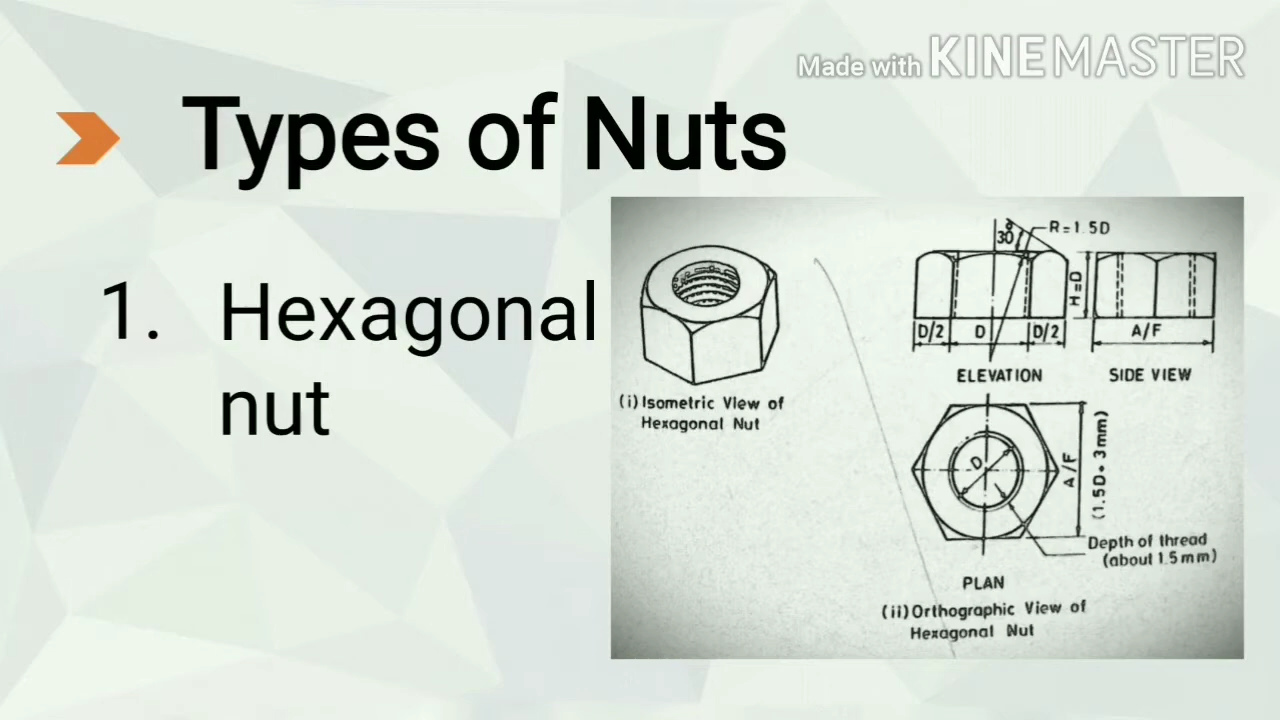 Made with KINEMASTER
Types of Nuts
1. Hexagonal
nut
30°
R=1.5D
H=D
D/2
D
D/2
A/F
ELEVATION
SIDE VIEW
(i) Isometric View of
Hexagonal Nut
D
A/F
(1.5D+3mm)
Depth of thread
(about 1.5mm)
PLAN
(ii) Orthographic View of
Hexagonal Nut